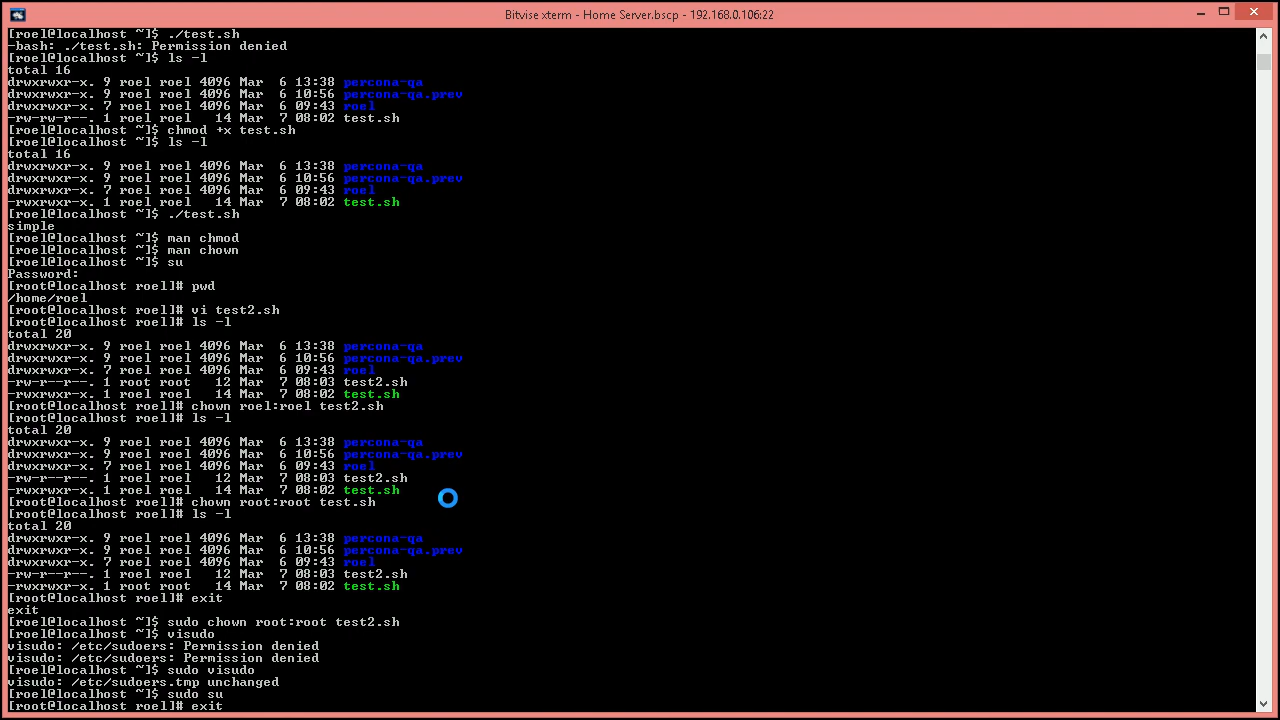 Bitvise xterm - Home Server.bscp - 192.168.0.106:22
[roel@localhost ~]$ ./test.sh
-bash: ./test.sh: Permission denied
[roel@localhost ~]$ ls -l
total 16
drwxrwxr-x. 9 roel roel 4096 Mar  6 13:38 percona-qa
drwxrwxr-x. 9 roel roel 4096 Mar  6 10:56 percona-qa.prev
drwxrwxr-x. 7 roel roel 4096 Mar  6 09:43 roel
-rw-rw-r--. 1 roel roel   14 Mar  7 08:02 test.sh
[roel@localhost ~]$ chmod +x test.sh
[roel@localhost ~]$ ls -l
total 16
drwxrwxr-x. 9 roel roel 4096 Mar  6 13:38 percona-qa
drwxrwxr-x. 9 roel roel 4096 Mar  6 10:56 percona-qa.prev
drwxrwxr-x. 7 roel roel 4096 Mar  6 09:43 roel
-rwxrwxr-x. 1 roel roel   14 Mar  7 08:02 test.sh
[roel@localhost ~]$ ./test.sh
simple
[roel@localhost ~]$ man chmod
[roel@localhost ~]$ man chown
[roel@localhost ~]$ su
Password:
[root@localhost roel]# pwd
/home/roel
[root@localhost roel]# vi test2.sh
[root@localhost roel]# ls -l
total 20
drwxrwxr-x. 9 roel roel 4096 Mar  6 13:38 percona-qa
drwxrwxr-x. 9 roel roel 4096 Mar  6 10:56 percona-qa.prev
drwxrwxr-x. 7 roel roel 4096 Mar  6 09:43 roel
-rw-r--r--. 1 root root   12 Mar  7 08:03 test2.sh
-rwxrwxr-x. 1 roel roel   14 Mar  7 08:02 test.sh
[root@localhost roel]# chown roel:roel test2.sh
[root@localhost roel]# ls -l
total 20
drwxrwxr-x. 9 roel roel 4096 Mar  6 13:38 percona-qa
drwxrwxr-x. 9 roel roel 4096 Mar  6 10:56 percona-qa.prev
drwxrwxr-x. 7 roel roel 4096 Mar  6 09:43 roel
-rw-r--r--. 1 roel roel   12 Mar  7 08:03 test2.sh
-rwxrwxr-x. 1 roel roel   14 Mar  7 08:02 test.sh
[root@localhost roel]# chown root:root test.sh
[root@localhost roel]# ls -l
total 20
drwxrwxr-x. 9 roel roel 4096 Mar  6 13:38 percona-qa
drwxrwxr-x. 9 roel roel 4096 Mar  6 10:56 percona-qa.prev
drwxrwxr-x. 7 roel roel 4096 Mar  6 09:43 roel
-rw-r--r--. 1 roel roel   12 Mar  7 08:03 test2.sh
-rwxrwxr-x. 1 root root   14 Mar  7 08:02 test.sh
[root@localhost roel]# exit
exit
[roel@localhost ~]$ sudo chown root:root test2.sh
[roel@localhost ~]$ visudo
visudo: /etc/sudoers: Permission denied
visudo: /etc/sudoers: Permission denied
[roel@localhost ~]$ sudo visudo
visudo: /etc/sudoers.tmp unchanged
[roel@localhost ~]$ sudo su
[root@localhost roel]# exit